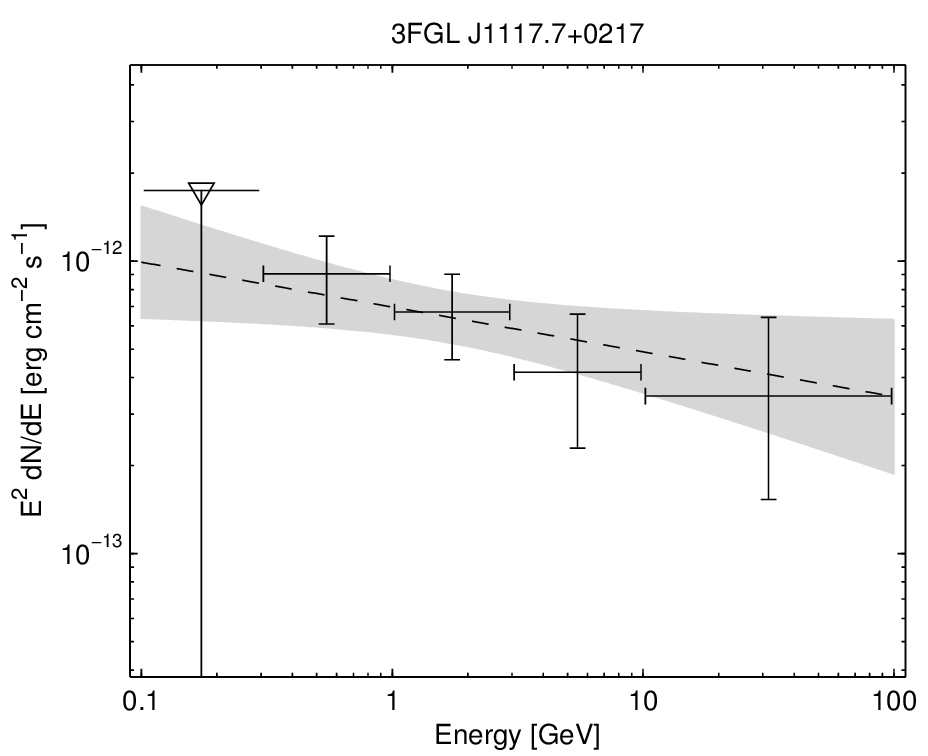 3FGL J1117.7+0217
E² dN/dE [erg cm⁻² s⁻¹]
10⁻¹²
10⁻¹³
0.1 1 10 100
Energy [GeV]